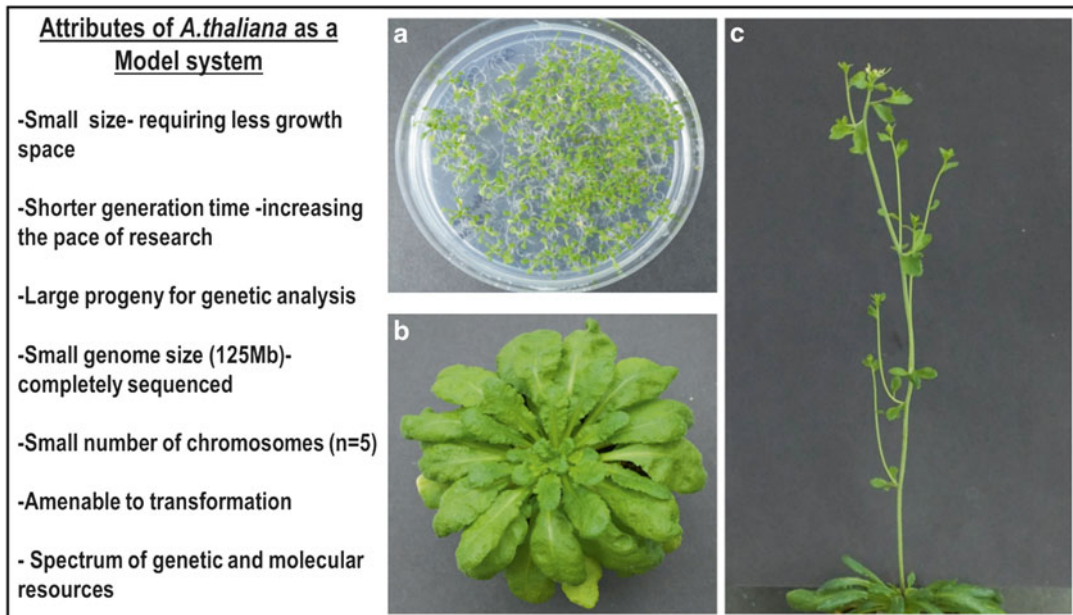 Attributes of A.thaliana as a
Model system
-Small size- requiring less growth
space
-Shorter generation time -increasing
the pace of research
-Large progeny for genetic analysis
-Small genome size (125Mb)-
completely sequenced
-Small number of chromosomes (n=5)
-Amenable to transformation
- Spectrum of genetic and molecular
resources
a
b
c